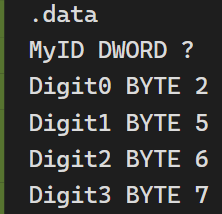 .data
MyID DWORD ?
Digit0 BYTE 2
Digit1 BYTE 5
Digit2 BYTE 6
Digit3 BYTE 7